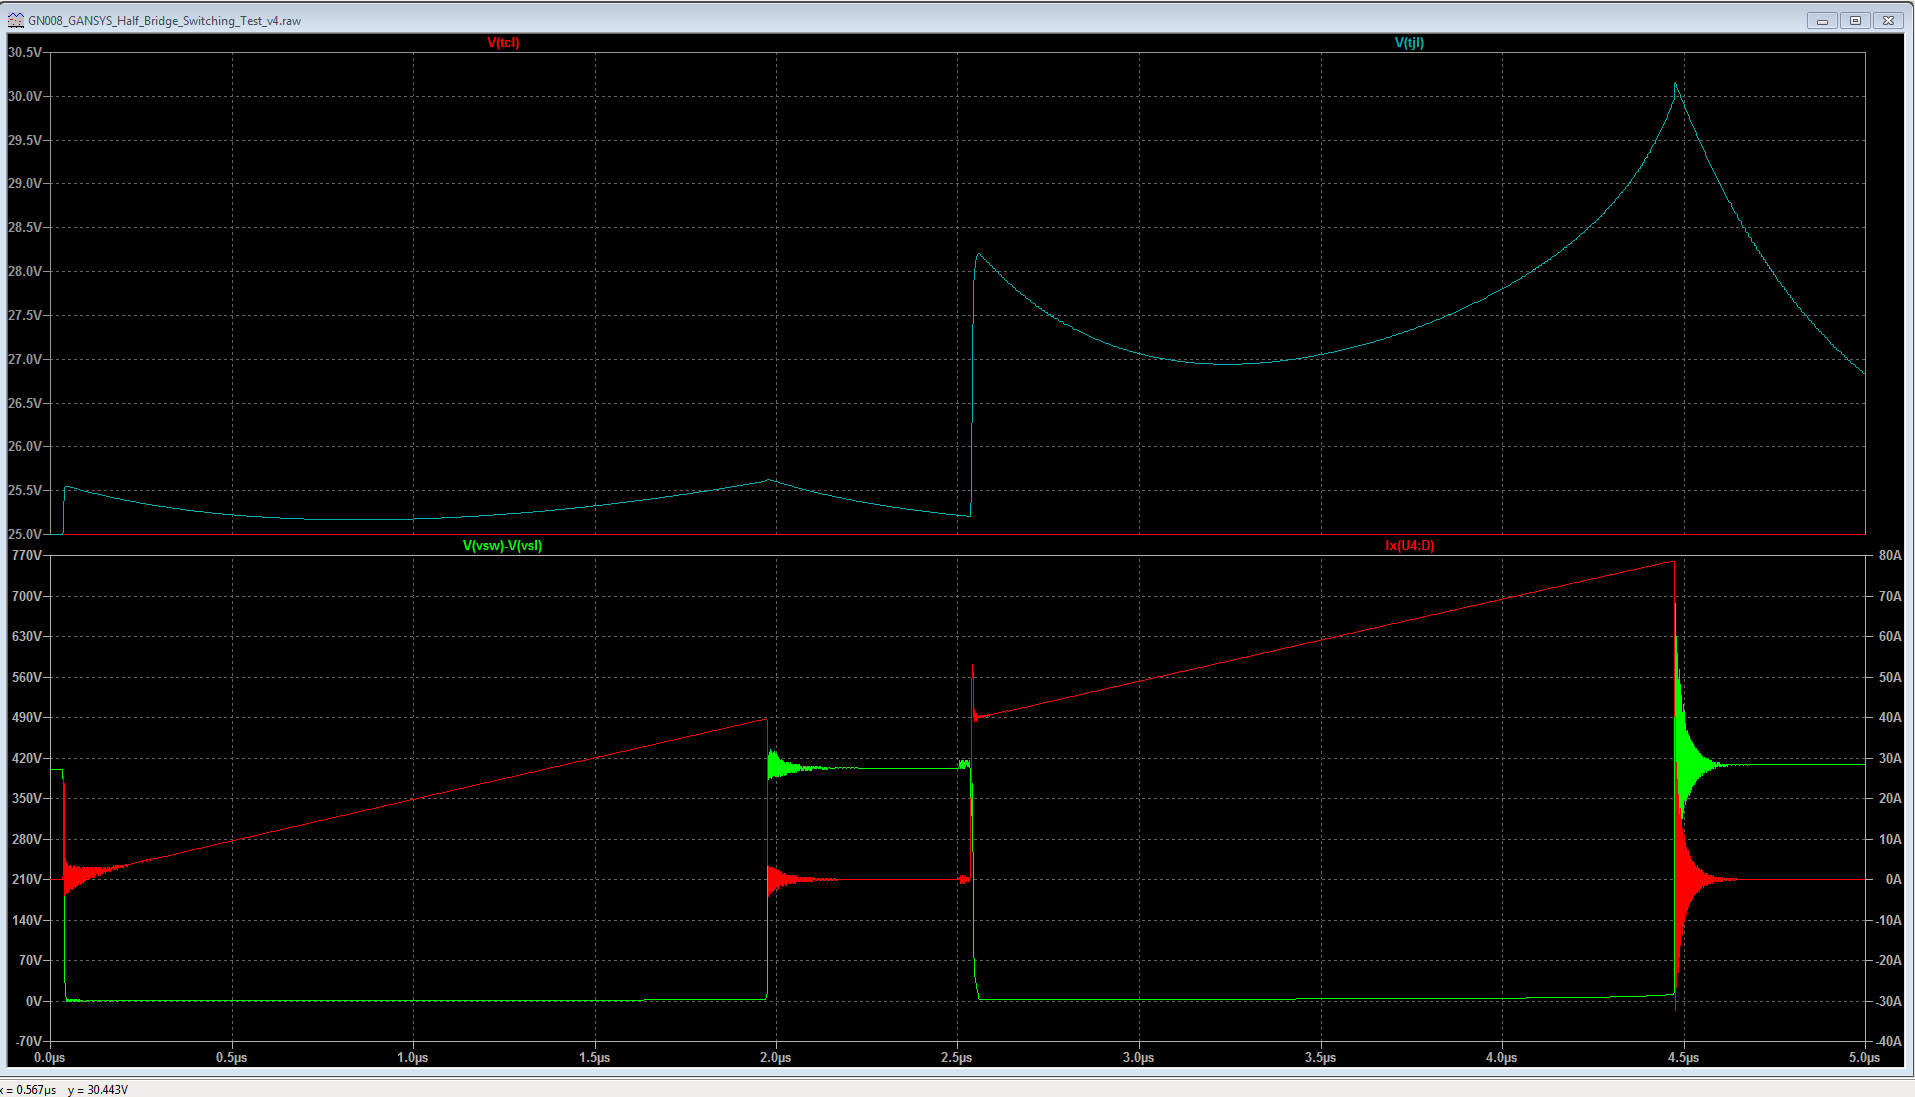 GN008_GANSYS_Half_Bridge_Switching_Test_v4.raw
V(tcl) V(tjl)
30.5V
30.0V
29.5V
29.0V
28.5V
28.0V
27.5V
27.0V
26.5V
26.0V
25.5V
25.0V
V(vsw)-V(vsl) Ix(U4:D)
770V 80A
700V 70A
630V 60A
560V 50A
490V 40A
420V 30A
350V 20A
280V 10A
210V 0A
140V -10A
70V -20A
0V -30A
-70V -40A
0.0µs 0.5µs 1.0µs 1.5µs 2.0µs 2.5µs 3.0µs 3.5µs 4.0µs 4.5µs 5.0µs
x = 0.567µs y = 30.443V